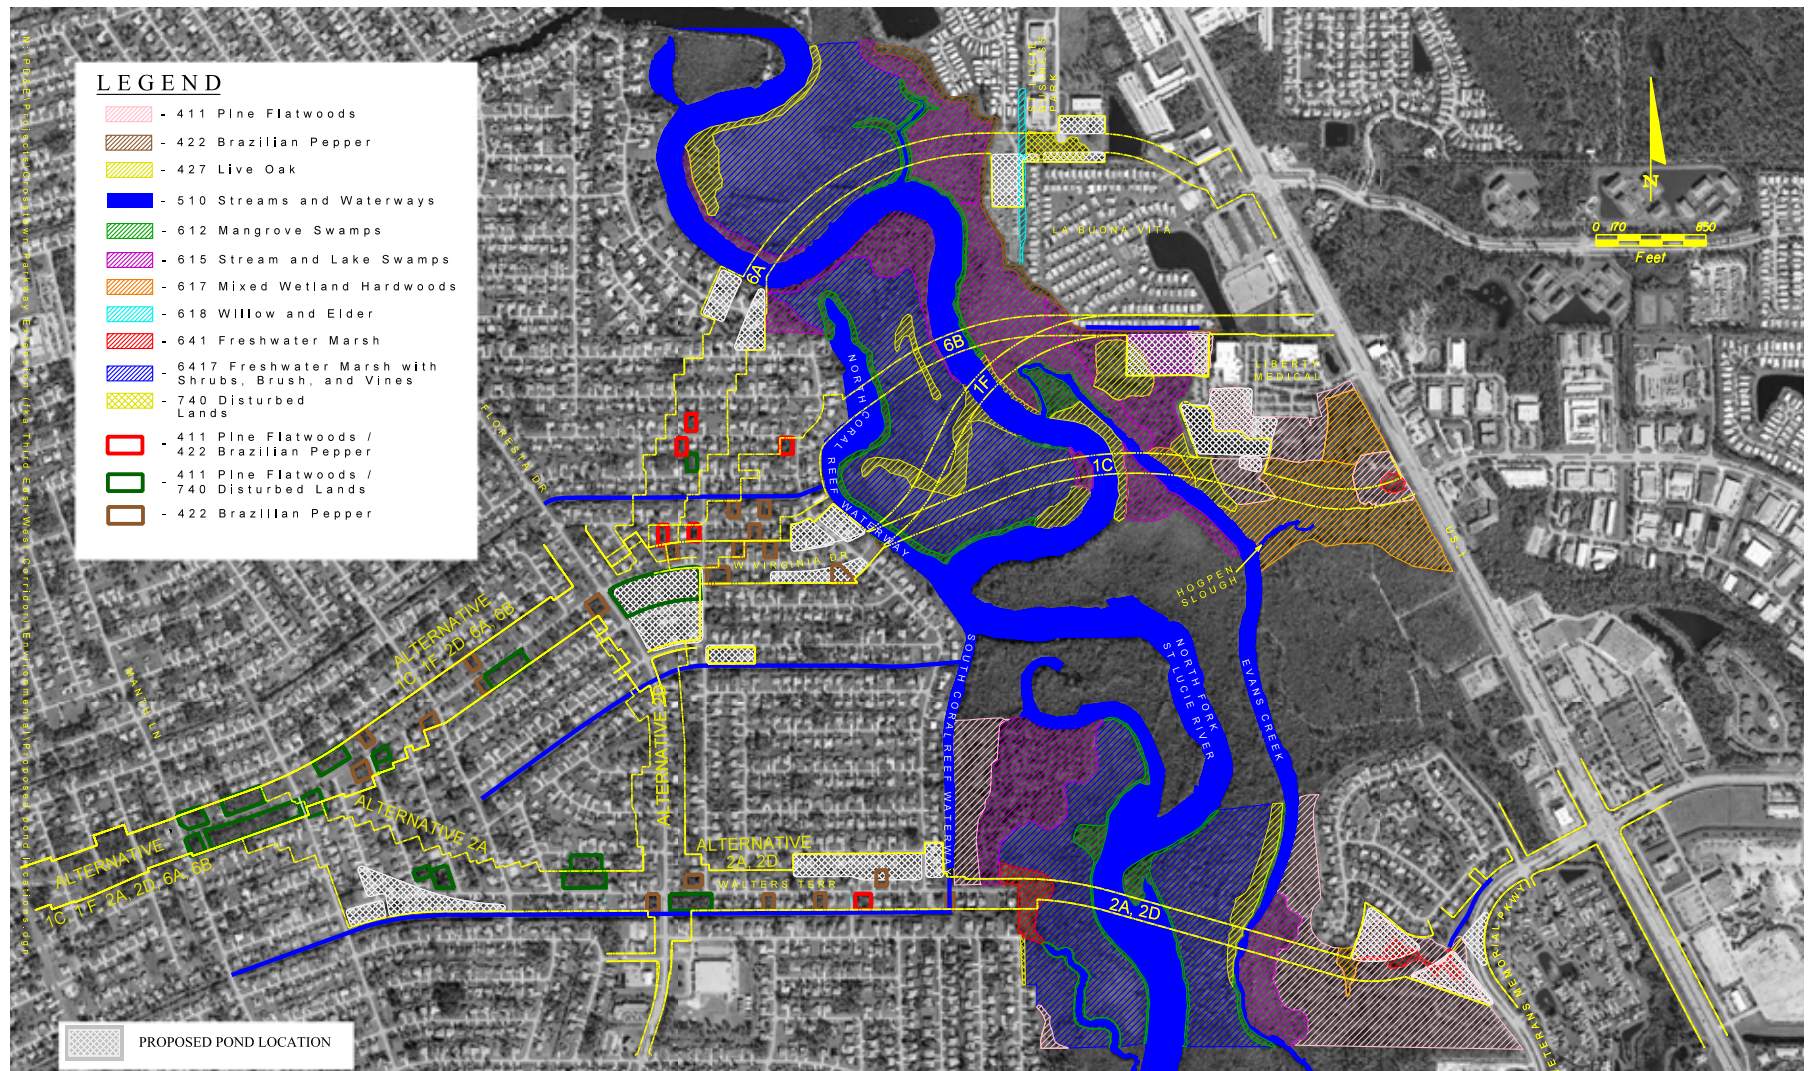 LEGEND
- 411 Pine Flatwoods
- 422 Brazilian Pepper
- 427 Live Oak
- 510 Streams and Waterways
- 612 Mangrove Swamps
- 615 Stream and Lake Swamps
- 617 Mixed Wetland Hardwoods
- 618 Willow and Elder
- 641 Freshwater Marsh
- 6417 Freshwater Marsh with
Shrubs, Brush, and Vines
- 740 Disturbed
Lands
- 411 Pine Flatwoods /
422 Brazilian Pepper
- 411 Pine Flatwoods /
740 Disturbed Lands
- 422 Brazilian Pepper
PROPOSED POND LOCATION
BUSINESS
PARK
LA BUONA VITA
N
0 170 850
Feet
6A
6B
1F
1C
LIBERTY
MEDICAL
NORTH CORAL REEF WATERWAY
FLORESTA DR
W VIRGINIA DR
HOGPEN
SLOUGH
US-1
ALTERNATIVE
1C, 1F, 2D, 6A, 6B
MANTH LN
ALTERNATIVE 2D
SOUTH CORAL REEF WATERWAY
NORTH FORK
ST LUCIE RIVER
EVANS CREEK
ALTERNATIVE 2A
ALTERNATIVE
2A, 2D
WALTERS TERR
ALTERNATIVE
1C, 1F, 2A, 2D, 6A, 6B
2A, 2D
VETERANS MEMORIAL PKWY